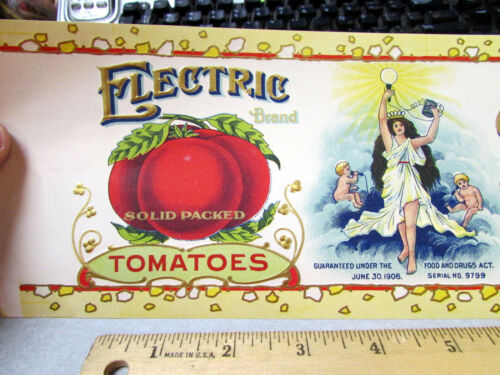 ELECTRIC
Brand
SOLID PACKED
TOMATOES
GUARANTEED UNDER THE FOOD AND DRUGS ACT.
JUNE 30, 1906. SERIAL NO. 9799
1 2 3 4 5
MADE IN U.S.A.